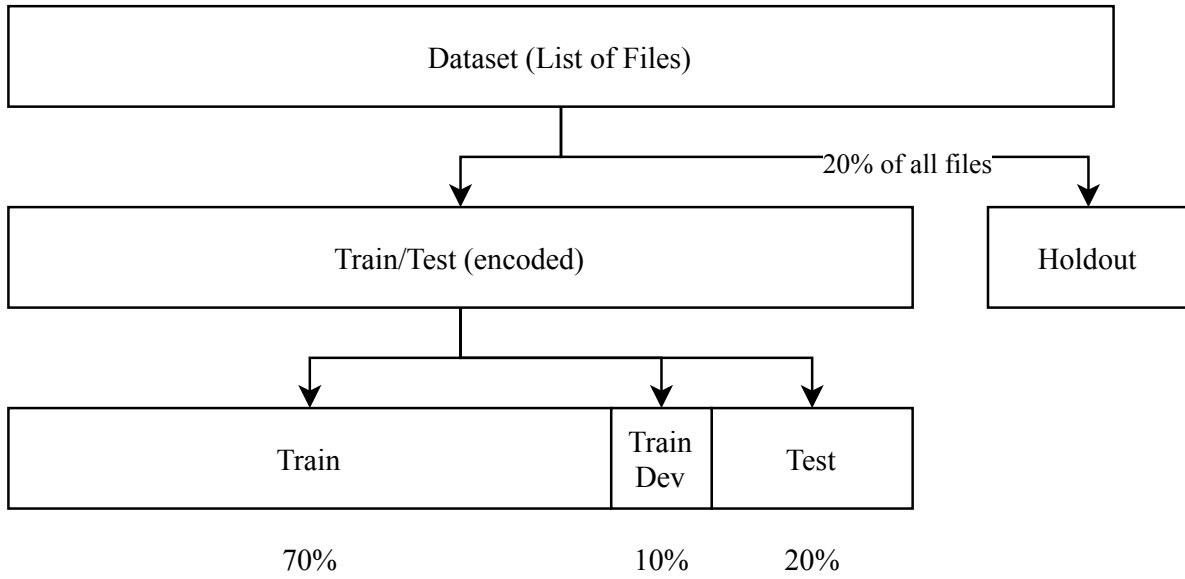 Dataset (List of Files)
20% of all files
Train/Test (encoded)
Holdout
Train
Train
Dev
Test
70%
10%
20%